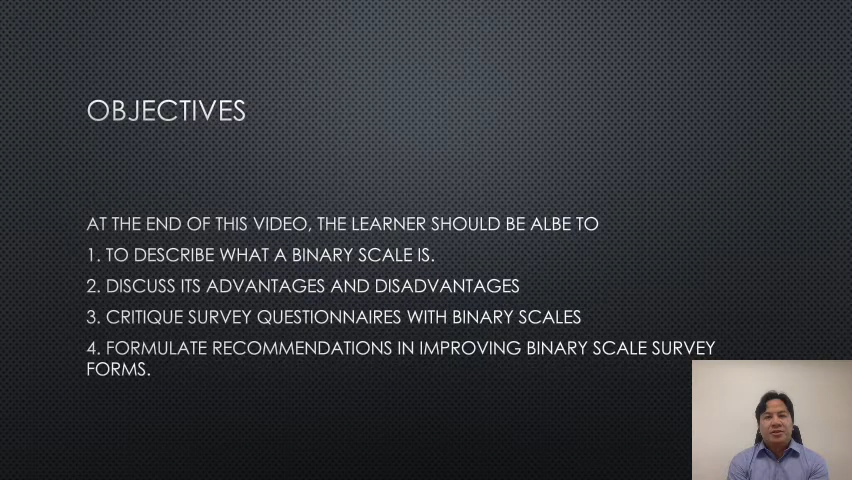 OBJECTIVES
AT THE END OF THIS VIDEO, THE LEARNER SHOULD BE ALBE TO
1. TO DESCRIBE WHAT A BINARY SCALE IS.
2. DISCUSS ITS ADVANTAGES AND DISADVANTAGES
3. CRITIQUE SURVEY QUESTIONNAIRES WITH BINARY SCALES
4. FORMULATE RECOMMENDATIONS IN IMPROVING BINARY SCALE SURVEY
FORMS.